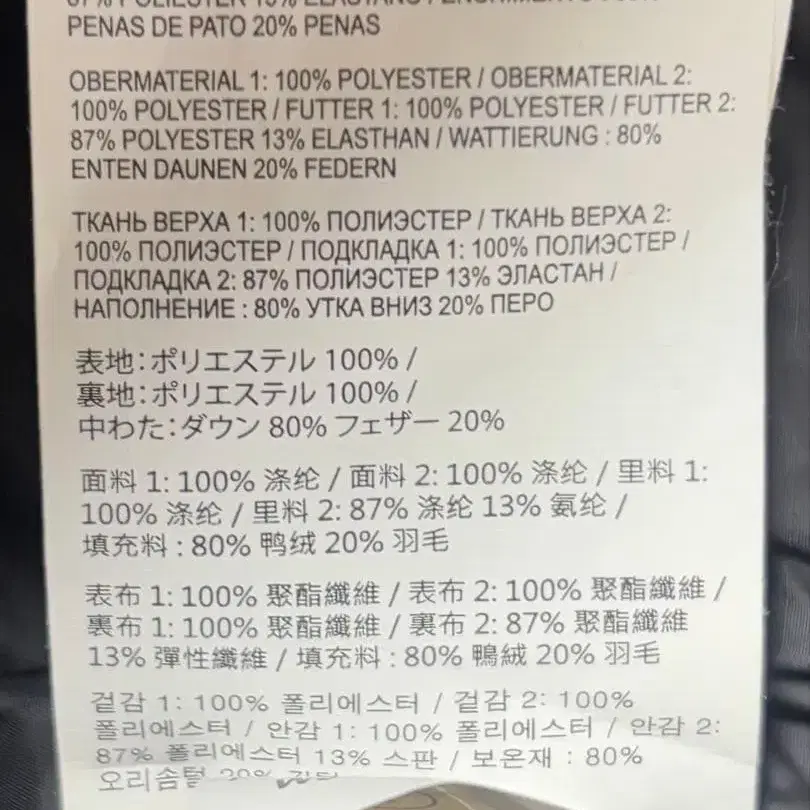 PENAS DE PATO 20% PENAS
OBERMATERIAL 1: 100% POLYESTER / OBERMATERIAL 2:
100% POLYESTER / FUTTER 1: 100% POLYESTER / FUTTER 2:
87% POLYESTER 13% ELASTHAN / WATTIERUNG : 80%
ENTEN DAUNEN 20% FEDERN
ТКАНЬ ВЕРХА 1: 100% ПОЛИЭСТЕР / ТКАНЬ ВЕРХА 2:
100% ПОЛИЭСТЕР / ПОДКЛАДКА 1: 100% ПОЛИЭСТЕР /
ПОДКЛАДКА 2: 87% ПОЛИЭСТЕР 13% ЭЛАСТАН /
НАПОЛНЕНИЕ : 80% УТКА ВНИЗ 20% ПЕРО
表地:ポリエステル 100% /
裏地:ポリエステル 100% /
中わた:ダウン 80% フェザー 20%
面料 1: 100% 涤纶 / 面料 2: 100% 涤纶 / 里料 1:
100% 涤纶 / 里料 2: 87% 涤纶 13% 氨纶 /
填充料 : 80% 鸭绒 20% 羽毛
表布 1: 100% 聚酯纖維 / 表布 2: 100% 聚酯纖維 /
裏布 1: 100% 聚酯纖維 / 裏布 2: 87% 聚酯纖維
13% 彈性纖維 / 填充料 : 80% 鴨絨 20% 羽毛
겉감 1: 100% 폴리에스터 / 겉감 2: 100%
폴리에스터 / 안감 1: 100% 폴리에스터 / 안감 2:
87% 폴리에스터 13% 스판 / 보온재 : 80%
오리솜털 20%